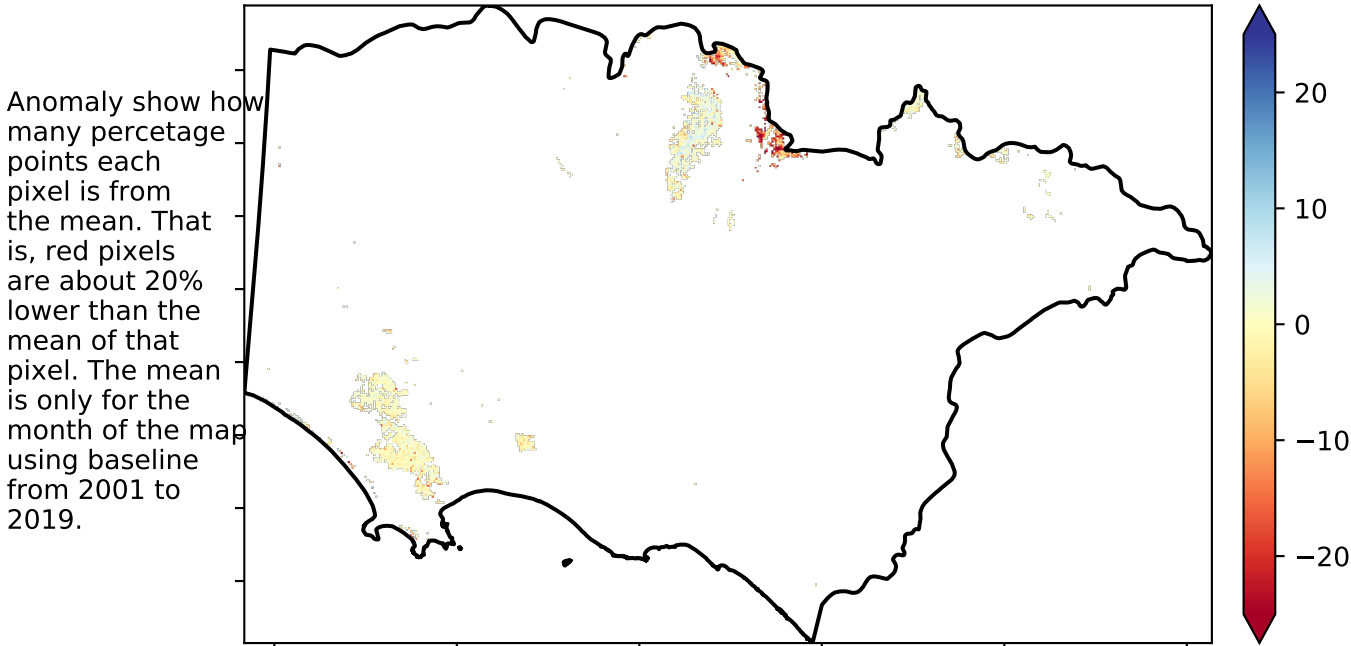 Anomaly show how
many percetage
points each
pixel is from
the mean. That
is, red pixels
are about 20%
lower than the
mean of that
pixel. The mean
is only for the
month of the map
using baseline
from 2001 to
2019.
20
10
0
−10
−20